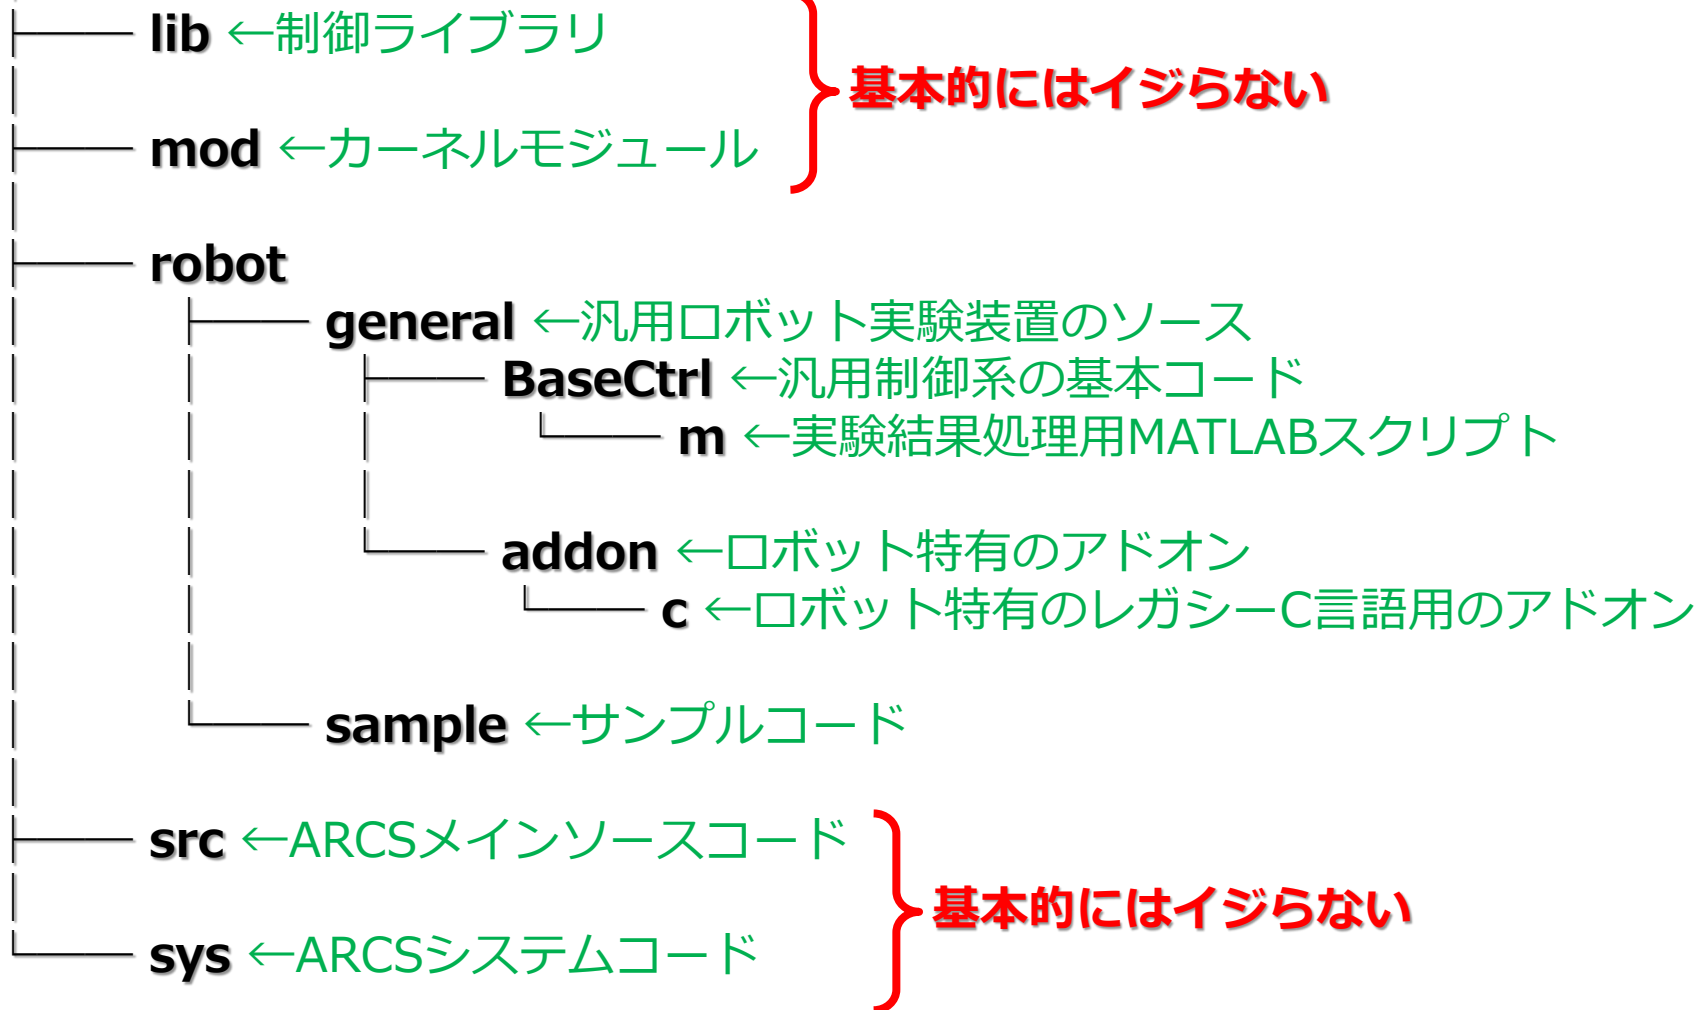 lib ←制御ライブラリ
基本的にはイジらない
mod ←カーネルモジュール
robot
general ←汎用ロボット実験装置のソース
BaseCtrl ←汎用制御系の基本コード
m ←実験結果処理用MATLABスクリプト
addon ←ロボット特有のアドオン
c ←ロボット特有のレガシーC言語用のアドオン
sample ←サンプルコード
src ←ARCSメインソースコード
基本的にはイジらない
sys ←ARCSシステムコード